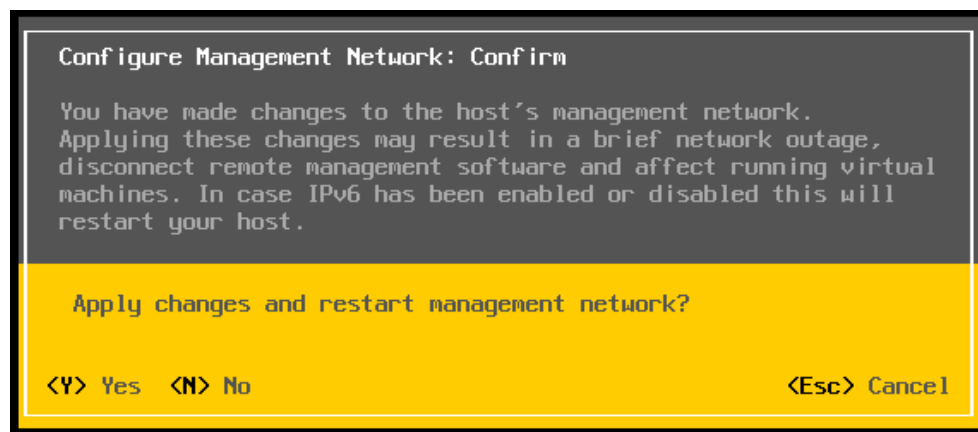 Configure Management Network: Confirm
You have made changes to the host's management network.
Applying these changes may result in a brief network outage,
disconnect remote management software and affect running virtual
machines. In case IPv6 has been enabled or disabled this will
restart your host.
Apply changes and restart management network?
<Y> Yes <N> No <Esc> Cancel